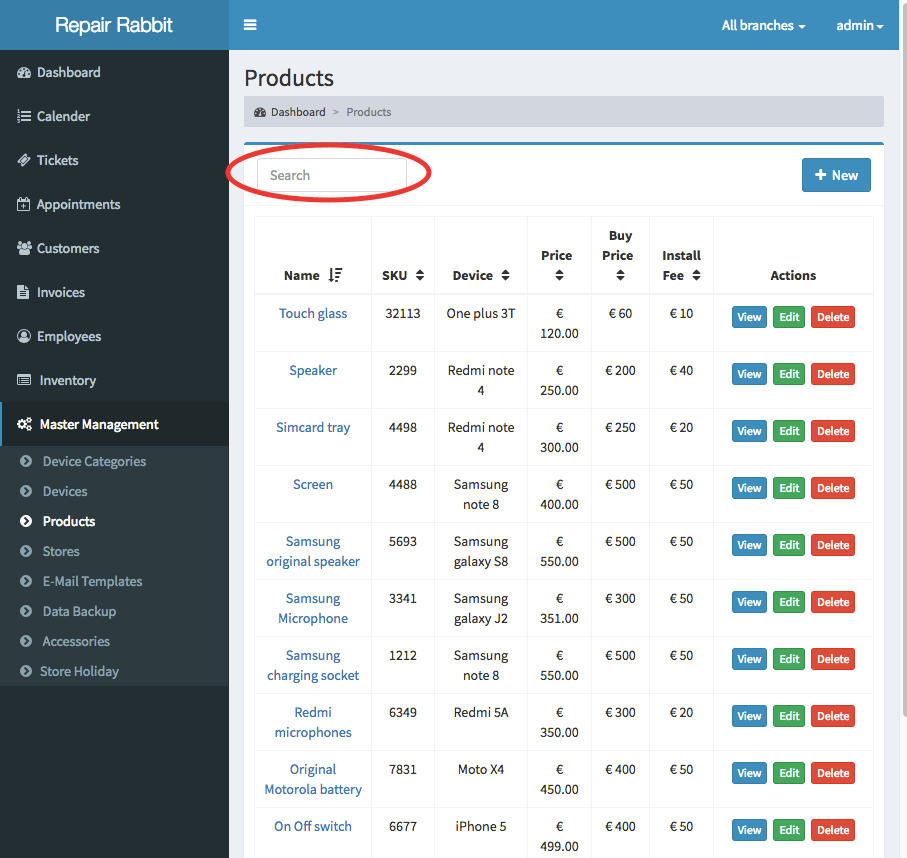 Repair Rabbit
All branches
admin
Dashboard
Calender
Tickets
Appointments
Customers
Invoices
Employees
Inventory
Master Management
Device Categories
Devices
Products
Stores
E-Mail Templates
Data Backup
Accessories
Store Holiday
Products
Dashboard > Products
Search
New
Buy
Price Price Install
Name SKU Device Fee Actions
Touch glass 32113 One plus 3T € € 60 € 10 View Edit Delete
120.00
Speaker 2299 Redmi note € € 200 € 40 View Edit Delete
4 250.00
Simcard tray 4498 Redmi note € € 250 € 20 View Edit Delete
4 300.00
Screen 4488 Samsung € € 500 € 50 View Edit Delete
note 8 400.00
Samsung 5693 Samsung € € 500 € 50 View Edit Delete
original speaker galaxy S8 550.00
Samsung 3341 Samsung € € 300 € 50 View Edit Delete
Microphone galaxy J2 351.00
Samsung 1212 Samsung € € 500 € 50 View Edit Delete
charging socket note 8 550.00
Redmi 6349 Redmi 5A € € 300 € 20 View Edit Delete
microphones 350.00
Original 7831 Moto X4 € € 400 € 50 View Edit Delete
Motorola battery 450.00
On Off switch 6677 iPhone 5 € € 400 € 50 View Edit Delete
499.00